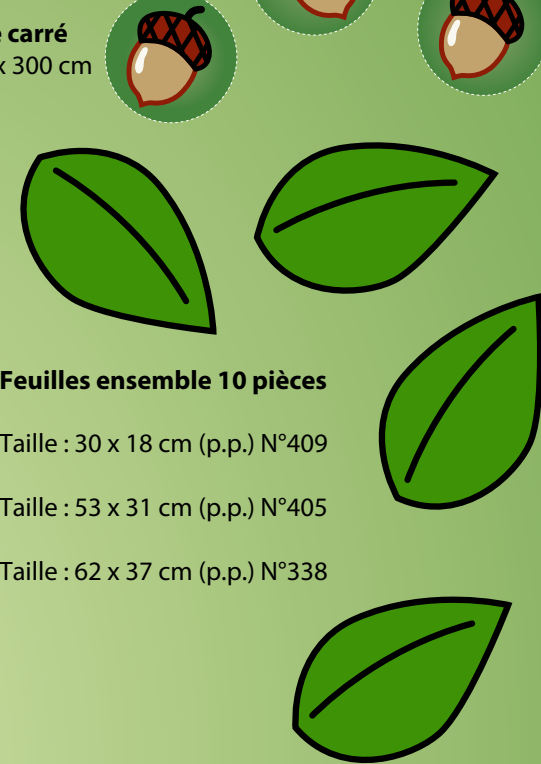 carré
x 300 cm
Feuilles ensemble 10 pièces
Taille : 30 x 18 cm (p.p.) N°409
Taille : 53 x 31 cm (p.p.) N°405
Taille : 62 x 37 cm (p.p.) N°338